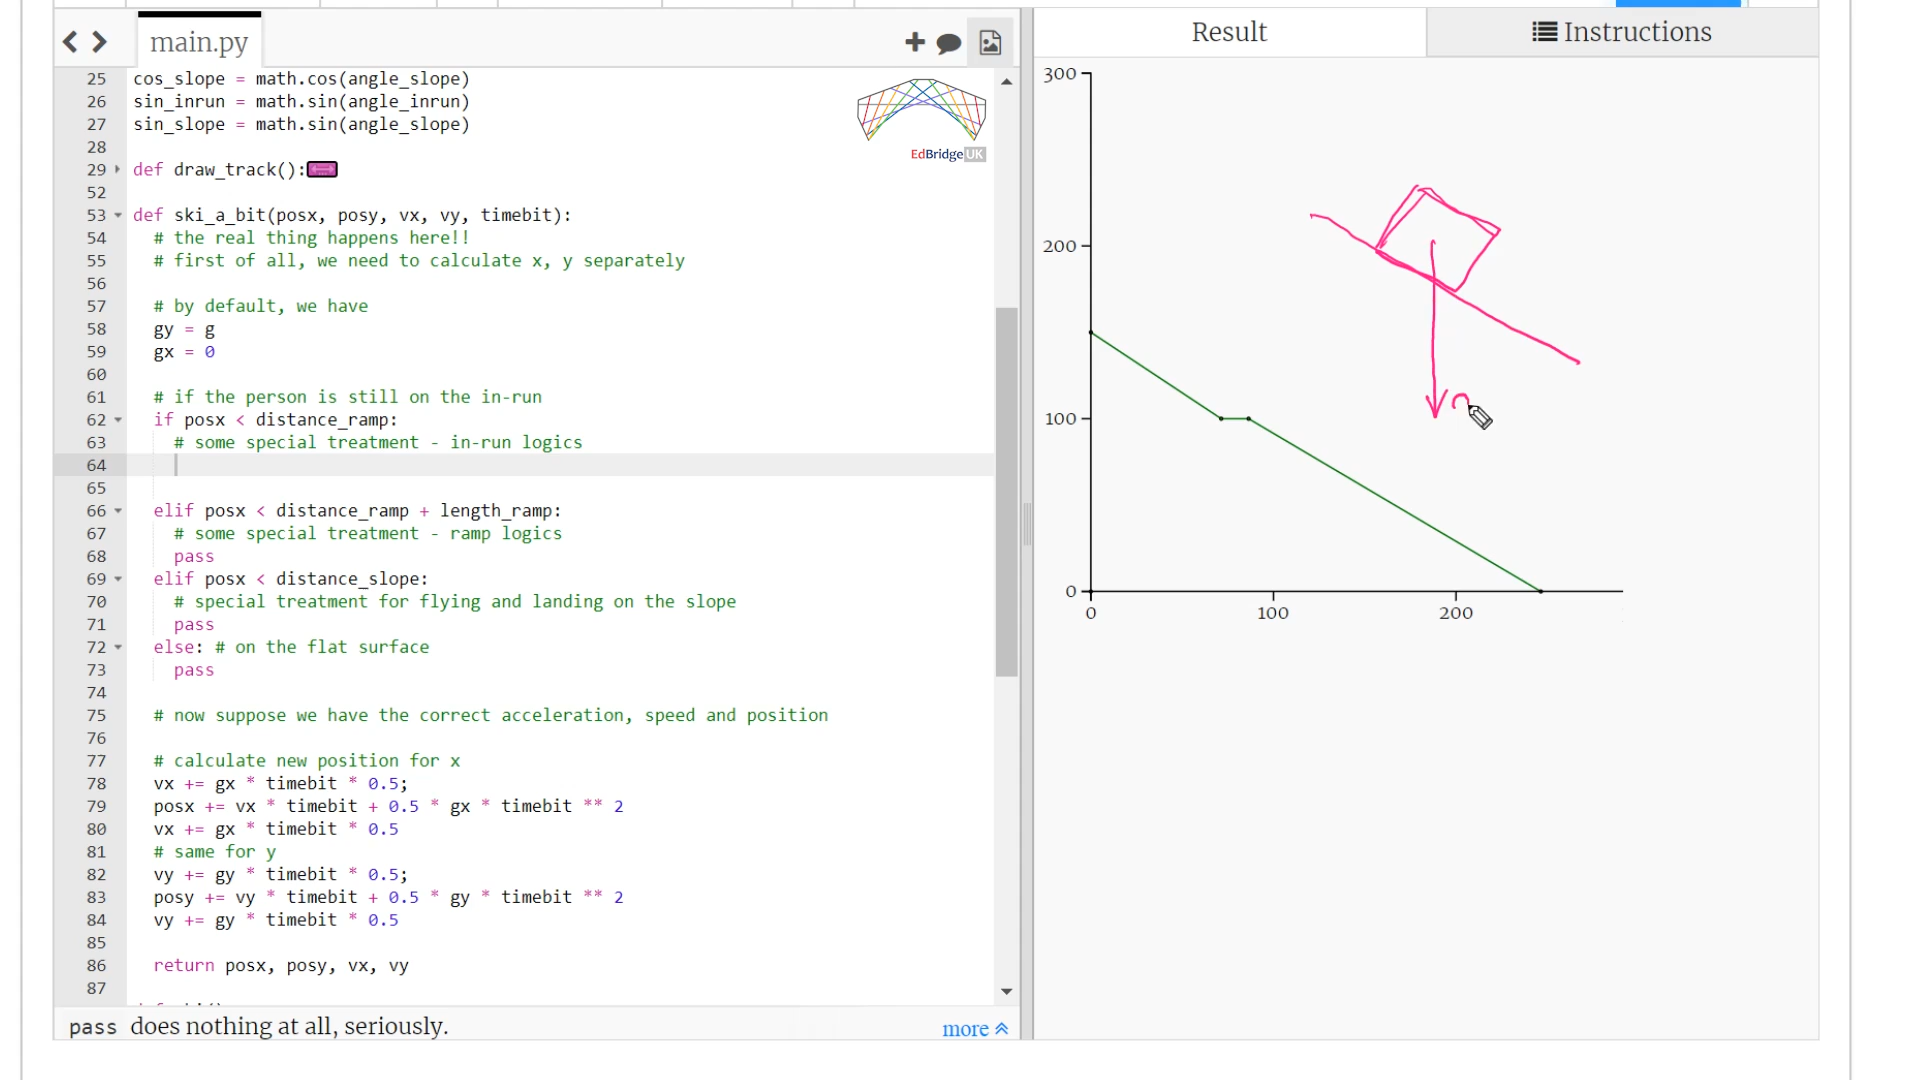 main.py
Result
Instructions
25 cos_slope = math.cos(angle_slope)
26 sin_inrun = math.sin(angle_inrun)
27 sin_slope = math.sin(angle_slope)
28
29 def draw_track():
52
53 def ski_a_bit(posx, posy, vx, vy, timebit):
54 # the real thing happens here!!
55 # first of all, we need to calculate x, y separately
56
57 # by default, we have
58 gy = g
59 gx = 0
60
61 # if the person is still on the in-run
62 if posx < distance_ramp:
63 # some special treatment - in-run logics
64
65
66 elif posx < distance_ramp + length_ramp:
67 # some special treatment - ramp logics
68 pass
69 elif posx < distance_slope:
70 # special treatment for flying and landing on the slope
71 pass
72 else: # on the flat surface
73 pass
74
75 # now suppose we have the correct acceleration, speed and position
76
77 # calculate new position for x
78 vx += gx * timebit * 0.5;
79 posx += vx * timebit + 0.5 * gx * timebit ** 2
80 vx += gx * timebit * 0.5
81 # same for y
82 vy += gy * timebit * 0.5;
83 posy += vy * timebit + 0.5 * gy * timebit ** 2
84 vy += gy * timebit * 0.5
85
86 return posx, posy, vx, vy
87
EdBridge UK
pass does nothing at all, seriously.
more
300
200
100
0
0 100 200